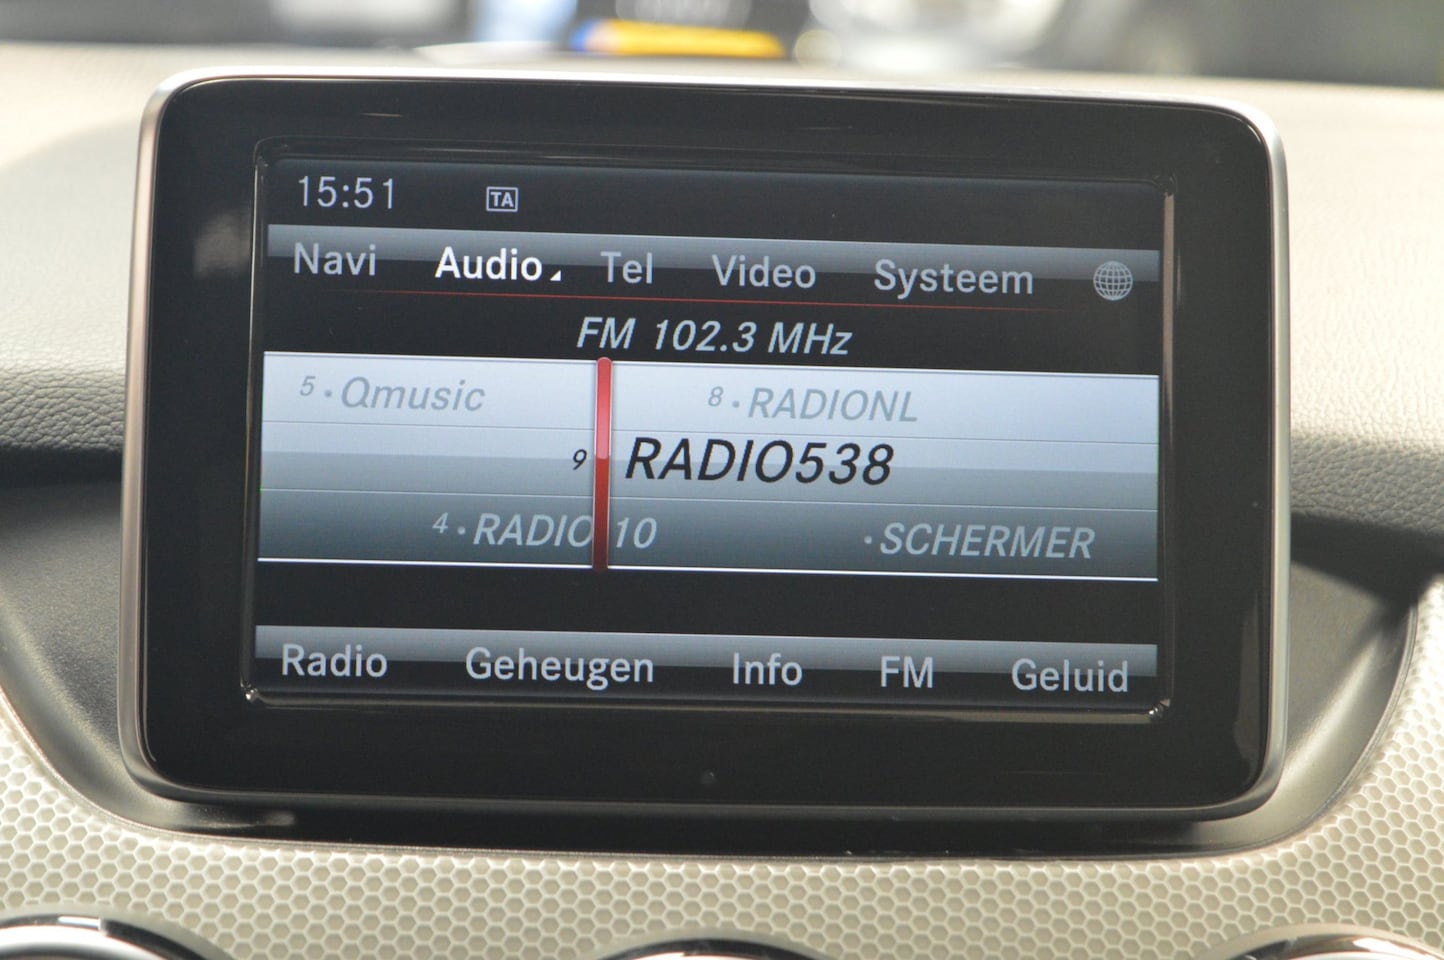 15:51 TA
Navi Audio Tel Video Systeem
FM 102.3 MHz
5 · Qmusic 8 · RADIONL
9 RADIO538
4 · RADIO 10 · SCHERMER
Radio Geheugen Info FM Geluid